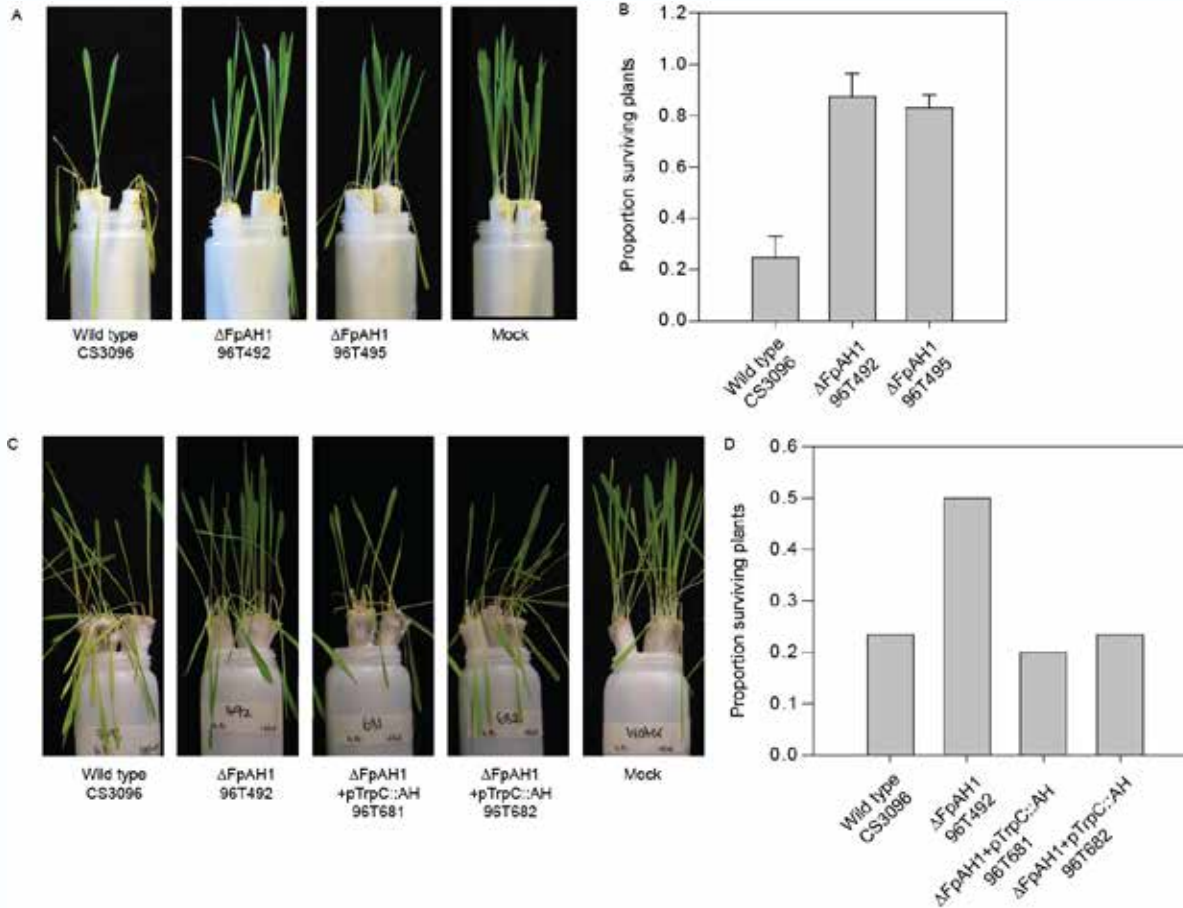 A
Wild type
CS3096
ΔFpAH1
96T492
ΔFpAH1
96T495
Mock
B
Proportion surviving plants
1.2
1.0
0.8
0.6
0.4
0.2
0.0
Wild type
CS3096
ΔFpAH1
96T492
ΔFpAH1
96T495
C
492
681
682
Water
Wild type
CS3096
ΔFpAH1
96T492
ΔFpAH1
+pTrpC::AH
96T681
ΔFpAH1
+pTrpC::AH
96T682
Mock
D
Proportion surviving plants
0.6
0.5
0.4
0.3
0.2
0.1
0.0
Wild type
CS3096
ΔFpAH1
96T492
ΔFpAH1+pTrpC::AH
96T681
ΔFpAH1+pTrpC::AH
96T682